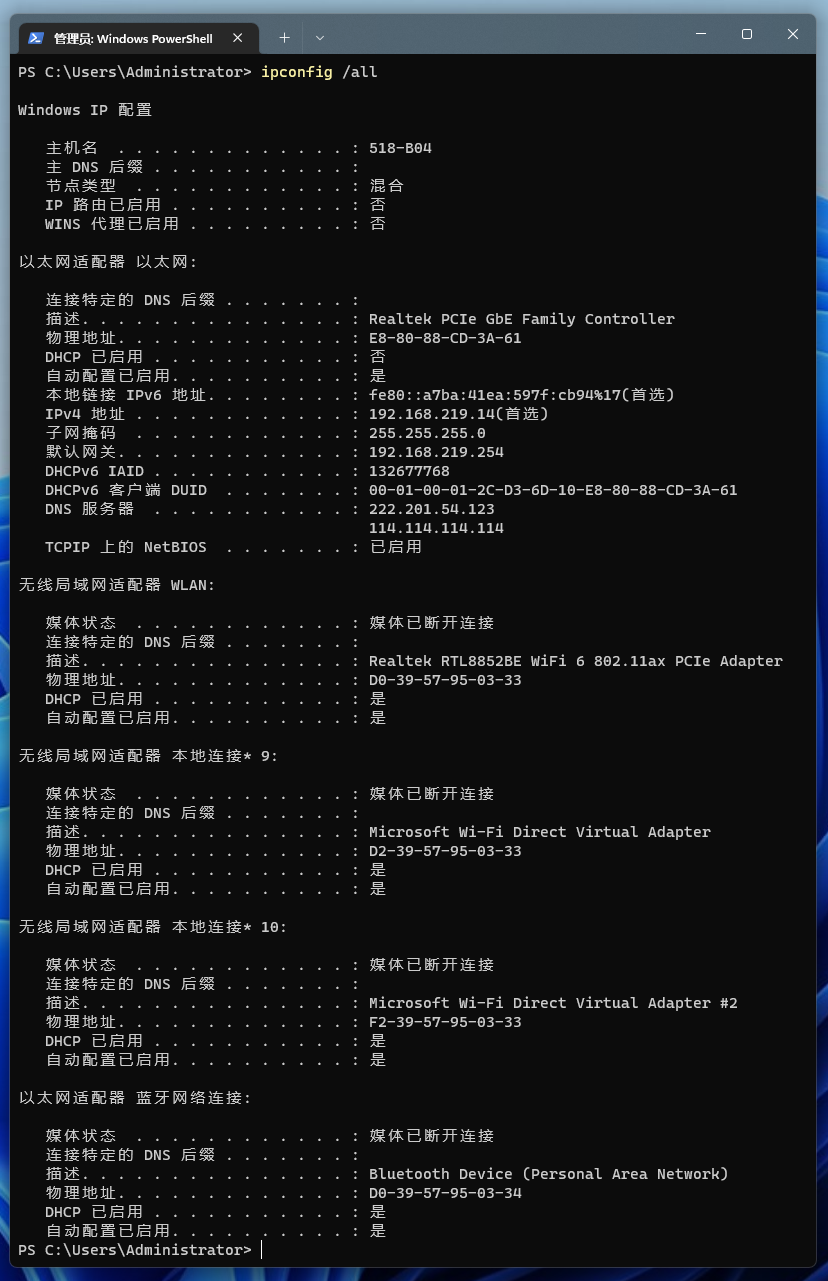 管理员: Windows PowerShell
PS C:\Users\Administrator> ipconfig /all
Windows IP 配置
主机名  . . . . . . . . . . . . . : 518-B04
主 DNS 后缀 . . . . . . . . . . . :
节点类型  . . . . . . . . . . . . : 混合
IP 路由已启用 . . . . . . . . . . : 否
WINS 代理已启用 . . . . . . . . . : 否
以太网适配器 以太网:
连接特定的 DNS 后缀 . . . . . . . :
描述. . . . . . . . . . . . . . . : Realtek PCIe GbE Family Controller
物理地址. . . . . . . . . . . . . : E8-80-88-CD-3A-61
DHCP 已启用 . . . . . . . . . . . : 否
自动配置已启用. . . . . . . . . . : 是
本地链接 IPv6 地址. . . . . . . . : fe80::a7ba:41ea:597f:cb94%17(首选)
IPv4 地址 . . . . . . . . . . . . : 192.168.219.14(首选)
子网掩码  . . . . . . . . . . . . : 255.255.255.0
默认网关. . . . . . . . . . . . . : 192.168.219.254
DHCPv6 IAID . . . . . . . . . . . : 132677768
DHCPv6 客户端 DUID  . . . . . . . : 00-01-00-01-2C-D3-6D-10-E8-80-88-CD-3A-61
DNS 服务器  . . . . . . . . . . . : 222.201.54.123
114.114.114.114
TCPIP 上的 NetBIOS  . . . . . . . : 已启用
无线局域网适配器 WLAN:
媒体状态  . . . . . . . . . . . . : 媒体已断开连接
连接特定的 DNS 后缀 . . . . . . . :
描述. . . . . . . . . . . . . . . : Realtek RTL8852BE WiFi 6 802.11ax PCIe Adapter
物理地址. . . . . . . . . . . . . : D0-39-57-95-03-33
DHCP 已启用 . . . . . . . . . . . : 是
自动配置已启用. . . . . . . . . . : 是
无线局域网适配器 本地连接* 9:
媒体状态  . . . . . . . . . . . . : 媒体已断开连接
连接特定的 DNS 后缀 . . . . . . . :
描述. . . . . . . . . . . . . . . : Microsoft Wi-Fi Direct Virtual Adapter
物理地址. . . . . . . . . . . . . : D2-39-57-95-03-33
DHCP 已启用 . . . . . . . . . . . : 是
自动配置已启用. . . . . . . . . . : 是
无线局域网适配器 本地连接* 10:
媒体状态  . . . . . . . . . . . . : 媒体已断开连接
连接特定的 DNS 后缀 . . . . . . . :
描述. . . . . . . . . . . . . . . : Microsoft Wi-Fi Direct Virtual Adapter #2
物理地址. . . . . . . . . . . . . : F2-39-57-95-03-33
DHCP 已启用 . . . . . . . . . . . : 是
自动配置已启用. . . . . . . . . . : 是
以太网适配器 蓝牙网络连接:
媒体状态  . . . . . . . . . . . . : 媒体已断开连接
连接特定的 DNS 后缀 . . . . . . . :
描述. . . . . . . . . . . . . . . : Bluetooth Device (Personal Area Network)
物理地址. . . . . . . . . . . . . : D0-39-57-95-03-34
DHCP 已启用 . . . . . . . . . . . : 是
自动配置已启用. . . . . . . . . . : 是
PS C:\Users\Administrator>